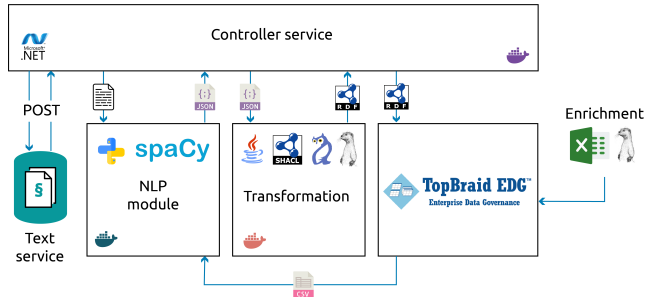 Controller service
Microsoft®
.NET
POST
{:}
JSON
{:}
JSON
RDF
RDF
Enrichment
spaCy
SHACL
NLP
module
Transformation
TopBraid EDG™
Enterprise Data Governance
§
Text
service
CSV